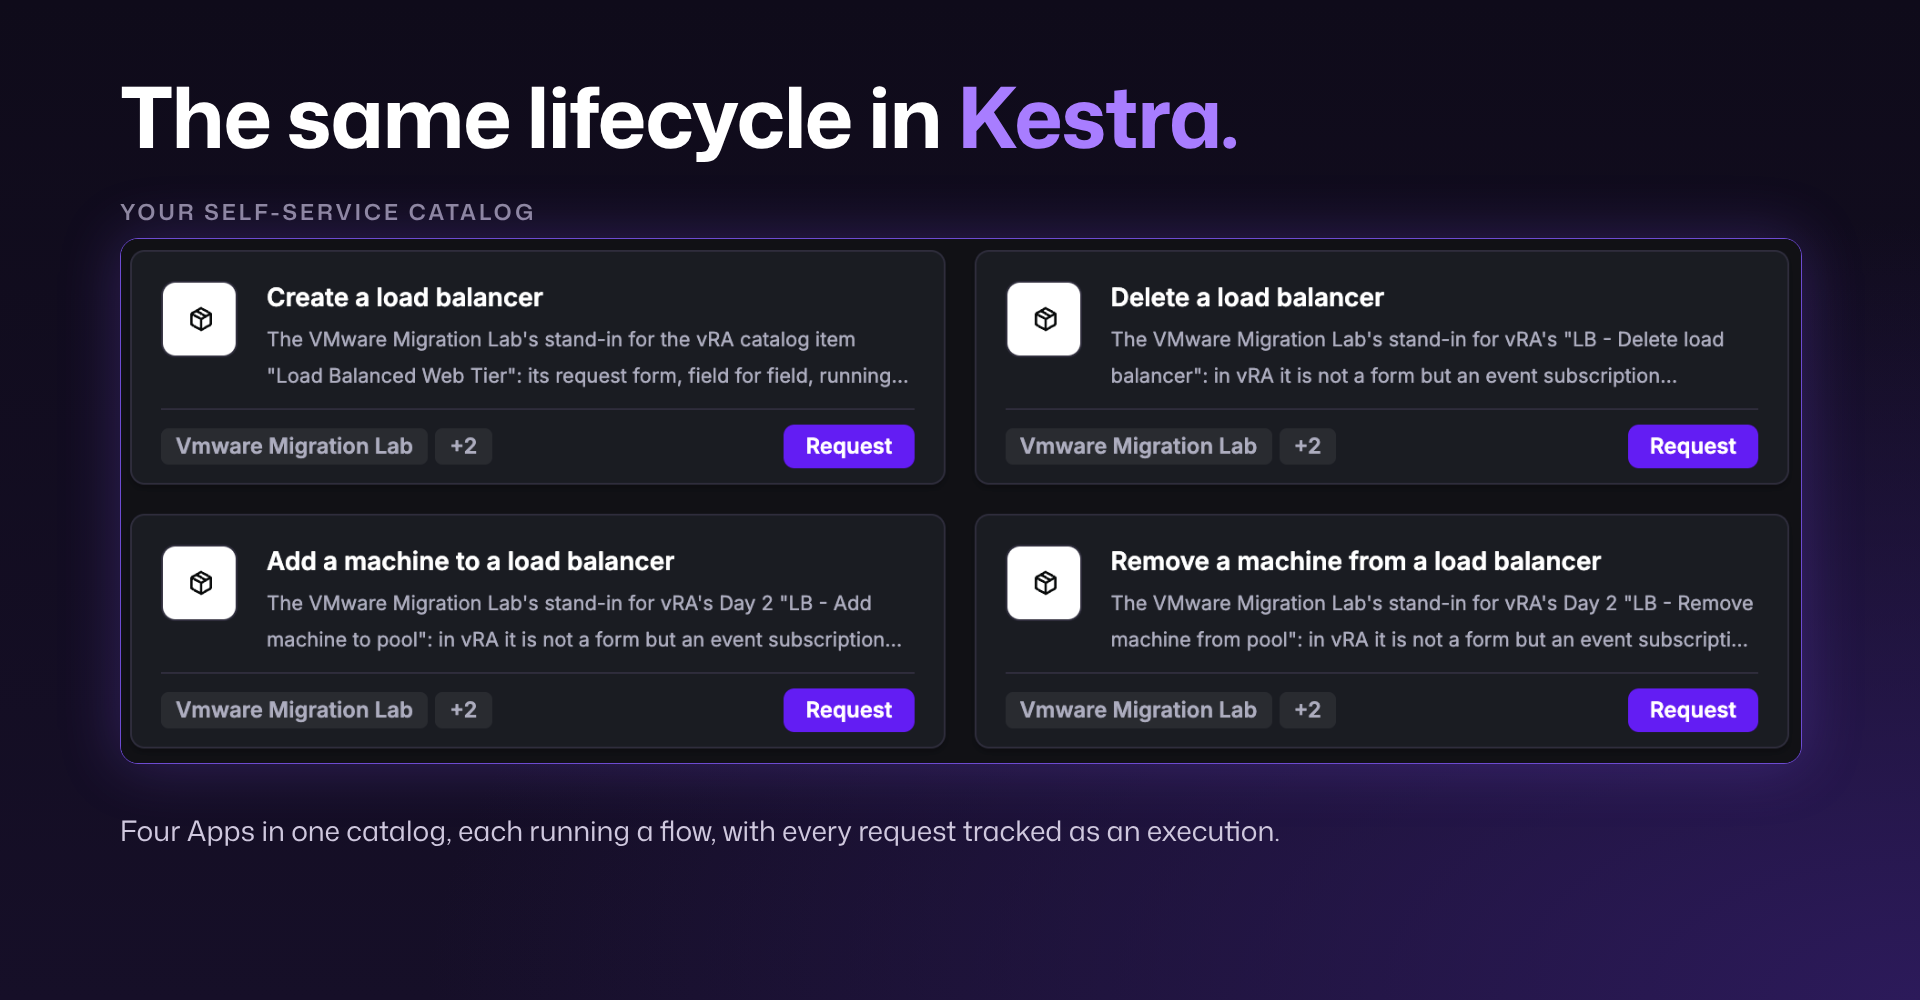 The same lifecycle in Kestra.
YOUR SELF-SERVICE CATALOG
Create a load balancer
The VMware Migration Lab's stand-in for the vRA catalog item
"Load Balanced Web Tier": its request form, field for field, running...
Vmware Migration Lab +2 Request
Delete a load balancer
The VMware Migration Lab's stand-in for vRA's "LB - Delete load
balancer": in vRA it is not a form but an event subscription...
Vmware Migration Lab +2 Request
Add a machine to a load balancer
The VMware Migration Lab's stand-in for vRA's Day 2 "LB - Add
machine to pool": in vRA it is not a form but an event subscription...
Vmware Migration Lab +2 Request
Remove a machine from a load balancer
The VMware Migration Lab's stand-in for vRA's Day 2 "LB - Remove
machine from pool": in vRA it is not a form but an event subscripti...
Vmware Migration Lab +2 Request
Four Apps in one catalog, each running a flow, with every request tracked as an execution.